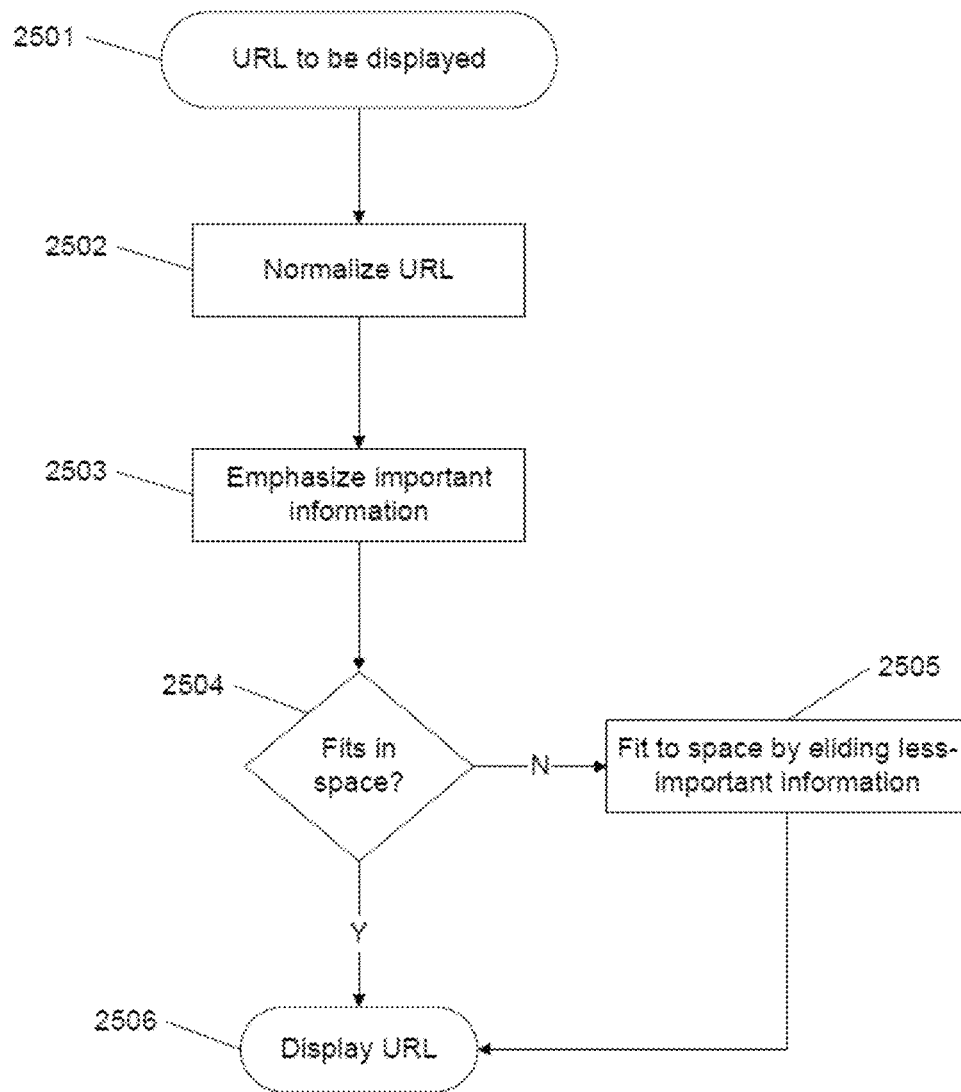 2501
URL to be displayed
2502
Normalize URL
2503
Emphasize important
information
2504
Fits in
space?
N
2505
Fit to space by eliding less-
important information
Y
2506
Display URL